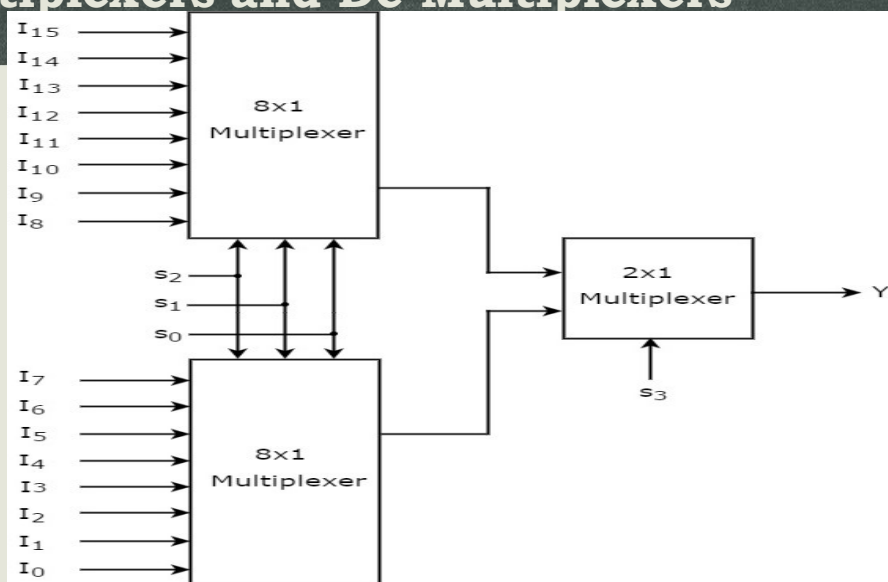 tiplexers and De Multiplexers
I15
I14
I13
I12
I11
I10
I9
I8
8x1
Multiplexer
s2
s1
s0
2x1
Multiplexer
Y
s3
I7
I6
I5
I4
I3
I2
I1
I0
8x1
Multiplexer